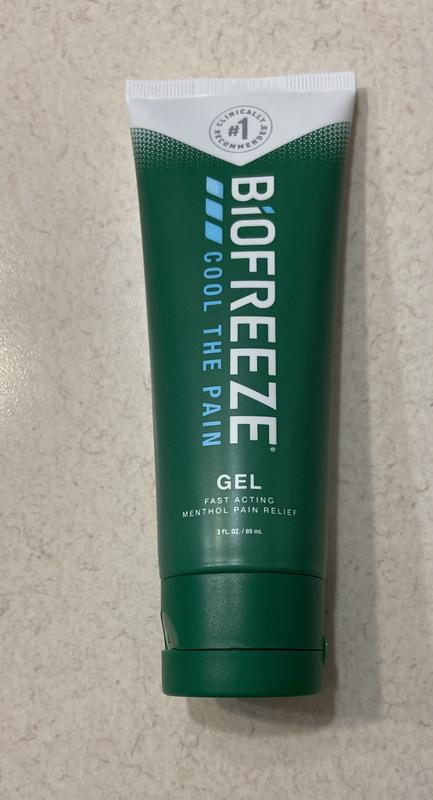 CLINICALLY
#1
RECOMMENDED
BIOFREEZE®
COOL THE PAIN
GEL
FAST ACTING
MENTHOL PAIN RELIEF
3 FL. OZ. / 89 mL